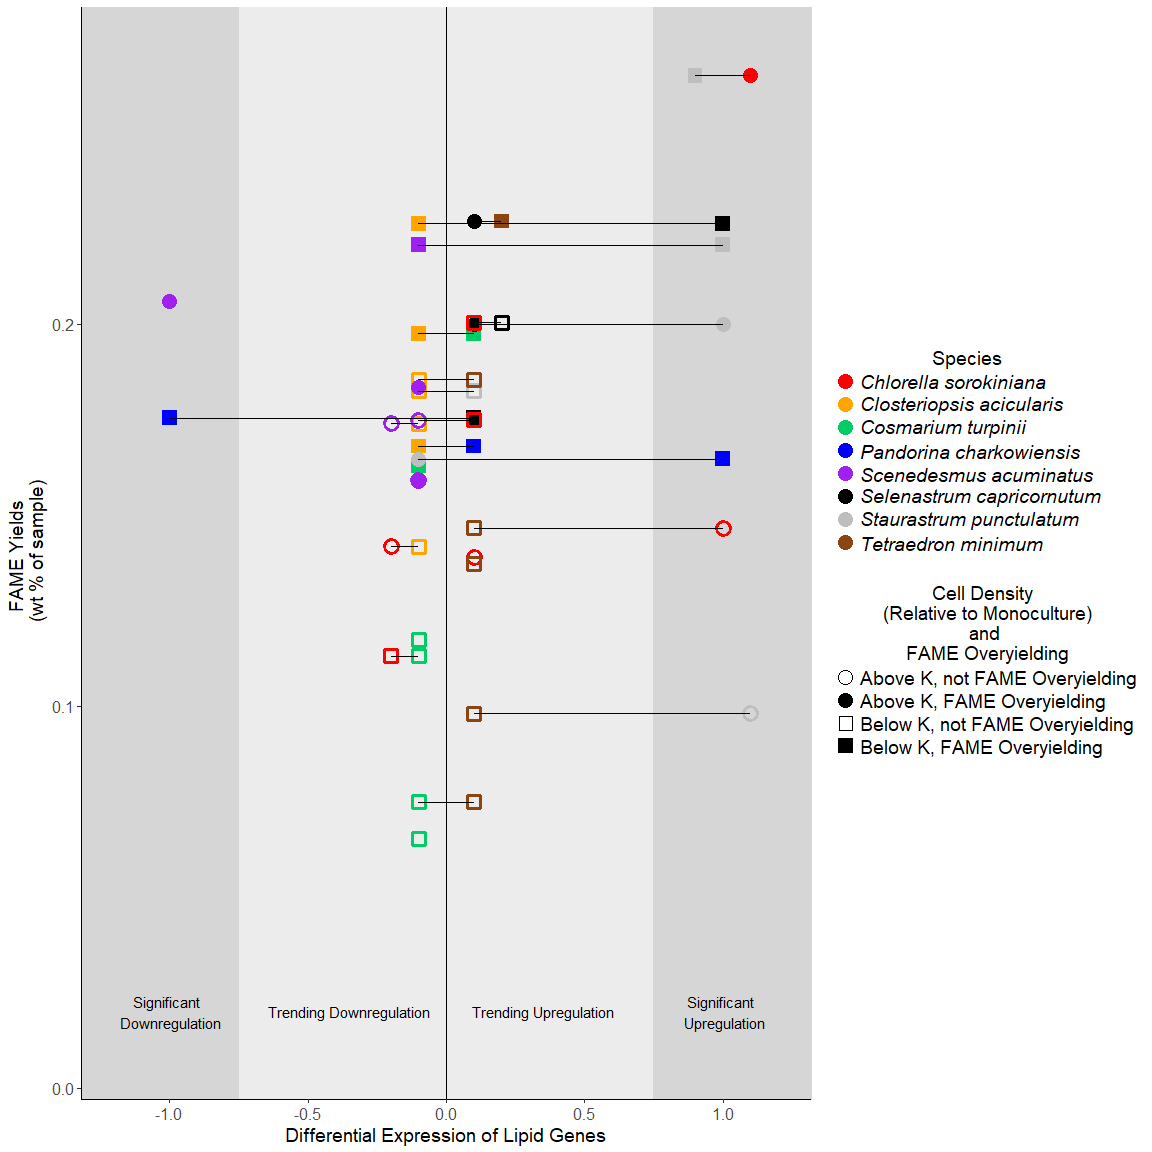 FAME Yields
(wt % of sample)
0.2
0.1
0.0
Significant
Downregulation
Trending Downregulation
Trending Upregulation
Significant
Upregulation
-1.0
-0.5
0.0
0.5
1.0
Differential Expression of Lipid Genes
Species
Chlorella sorokiniana
Closteriopsis acicularis
Cosmarium turpinii
Pandorina charkowiensis
Scenedesmus acuminatus
Selenastrum capricornutum
Staurastrum punctulatum
Tetraedron minimum
Cell Density
(Relative to Monoculture)
and
FAME Overyielding
Above K, not FAME Overyielding
Above K, FAME Overyielding
Below K, not FAME Overyielding
Below K, FAME Overyielding